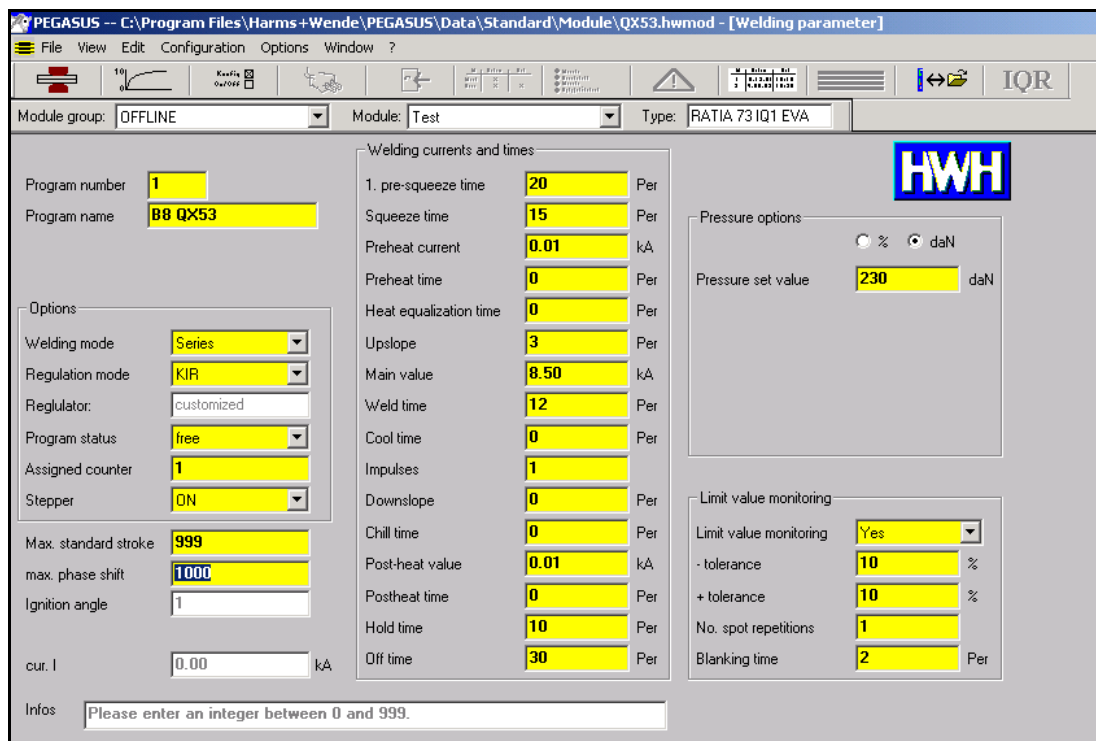 PEGASUS -- C:\Program Files\Harms+Wende\PEGASUS\Data\Standard\Module\QX53.hwmod - [Welding parameter]
File View Edit Configuration Options Window ?
10
0
Konfig
On/Off
IQR
Module group: OFFLINE Module: Test Type: RATIA 73 IQ1 EVA
HWH
Program number 1
Program name B8 QX53
Options
Welding mode Series
Regulation mode KIR
Reglulator: customized
Program status free
Assigned counter 1
Stepper ON
Max. standard stroke 999
max. phase shift 1000
Ignition angle 1
cur. I 0.00 kA
Welding currents and times
1. pre-squeeze time 20 Per
Squeeze time 15 Per
Preheat current 0.01 kA
Preheat time 0 Per
Heat equalization time 0 Per
Upslope 3 Per
Main value 8.50 kA
Weld time 12 Per
Cool time 0 Per
Impulses 1
Downslope 0 Per
Chill time 0 Per
Post-heat value 0.01 kA
Postheat time 0 Per
Hold time 10 Per
Off time 30 Per
Pressure options
% daN
Pressure set value 230 daN
Limit value monitoring
Limit value monitoring Yes
- tolerance 10 %
+ tolerance 10 %
No. spot repetitions 1
Blanking time 2 Per
Infos Please enter an integer between 0 and 999.